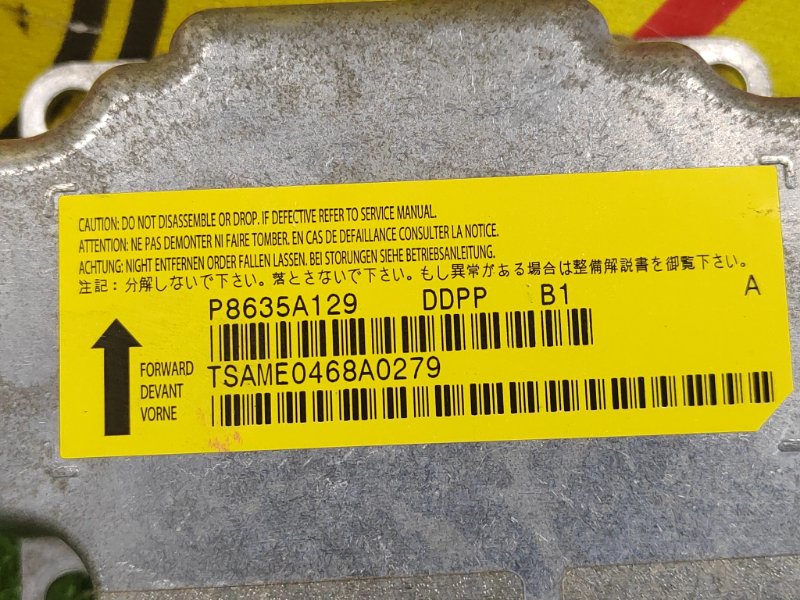 CAUTION: DO NOT DISASSEMBLE OR DROP. IF DEFECTIVE REFER TO SERVICE MANUAL.
ATTENTION: NE PAS DEMONTER NI FAIRE TOMBER. EN CAS DE DEFAILLANCE CONSULTER LA NOTICE.
ACHTUNG: NIGHT ENTFERNEN ORDER FALLEN LASSEN. BEI STORUNGEN SIEHE BETRIEBSANLEITUNG.
注記：分解しないで下さい。落とさないで下さい。もし異常がある場合は整備解説書を御覧下さい。
P8635A129 DDPP B1 A
TSAME0468A0279
FORWARD
DEVANT
VORNE